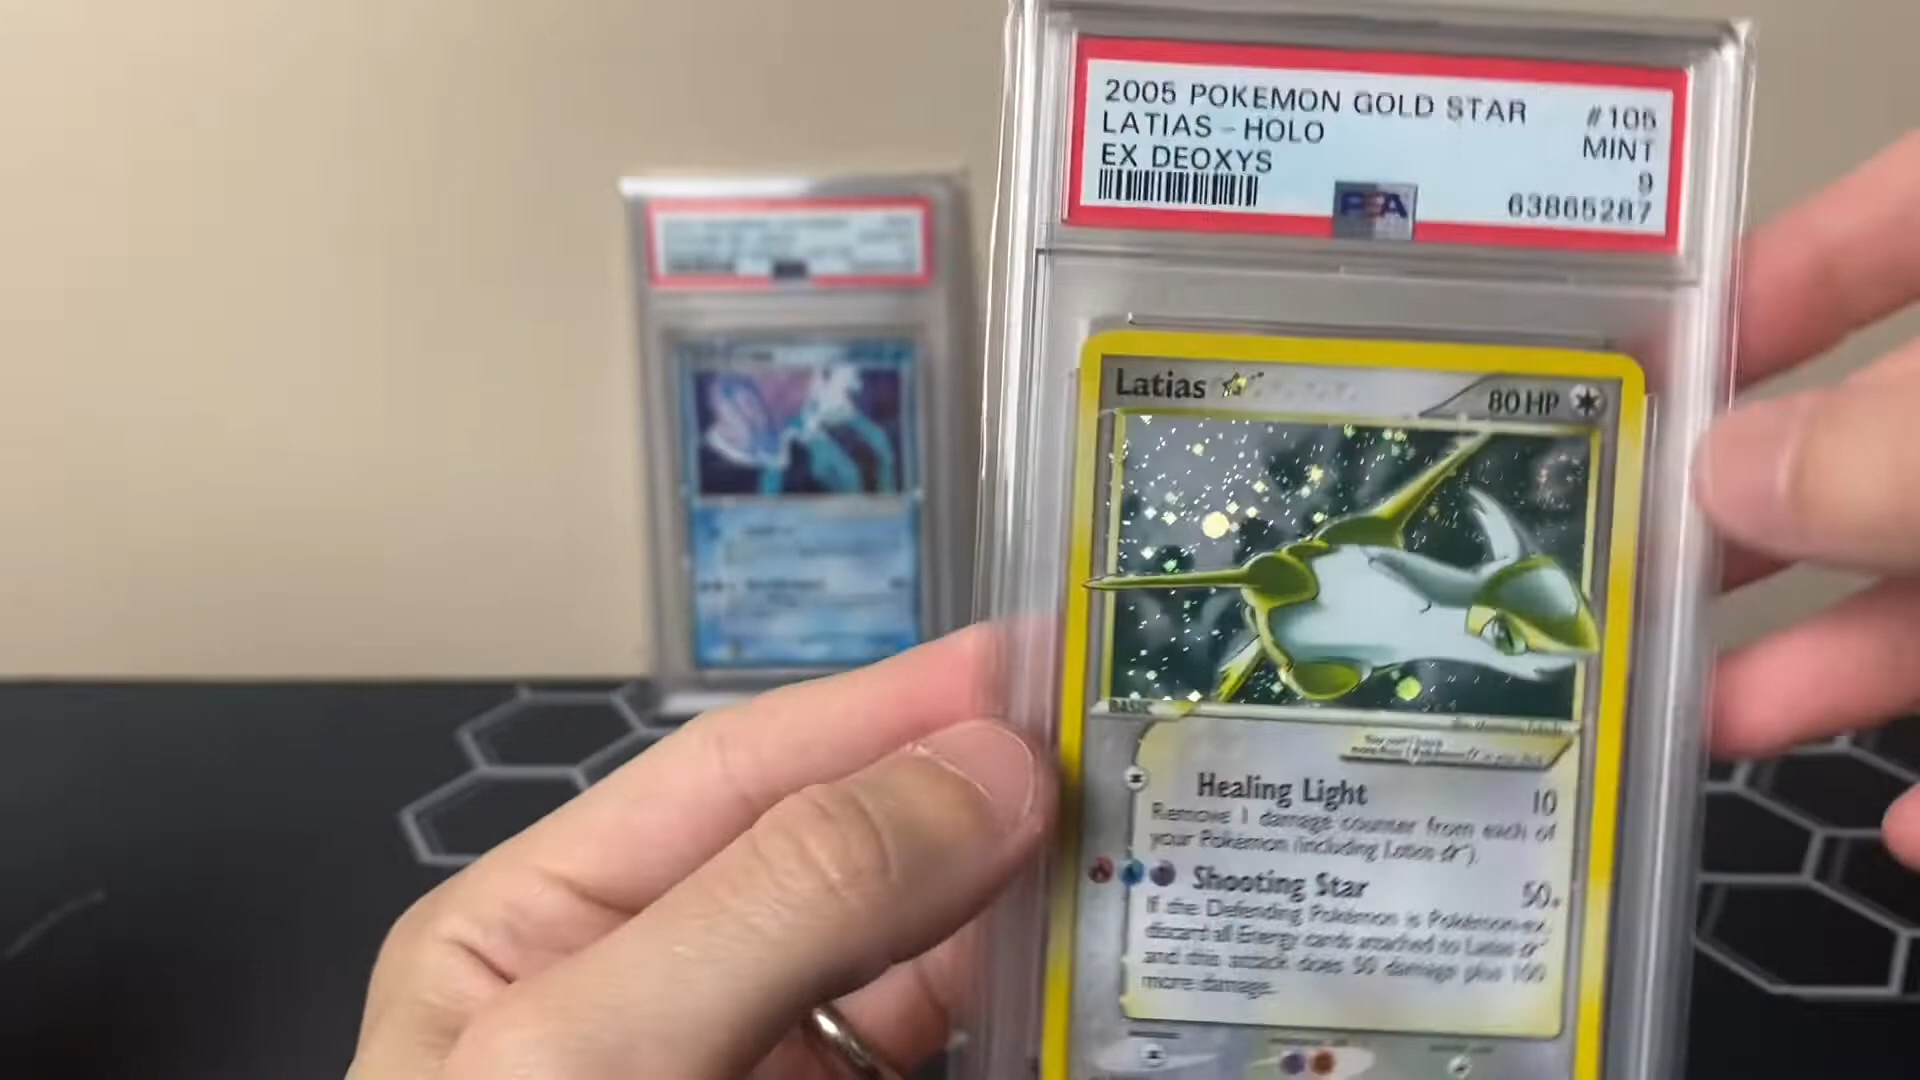 2005 POKEMON GOLD STAR #105
LATIAS - HOLO MINT
EX DEOXYS 9
PSA 63865287
Latias ☆ 80 HP
BASIC
Healing Light 10
Remove 1 damage counter from each of
your Pokémon (including Latias ☆).
Shooting Star 50+
If the Defending Pokémon is Pokémon-ex,
discard all Energy cards attached to Latias ☆
and this attack does 50 damage plus 100
more damage.